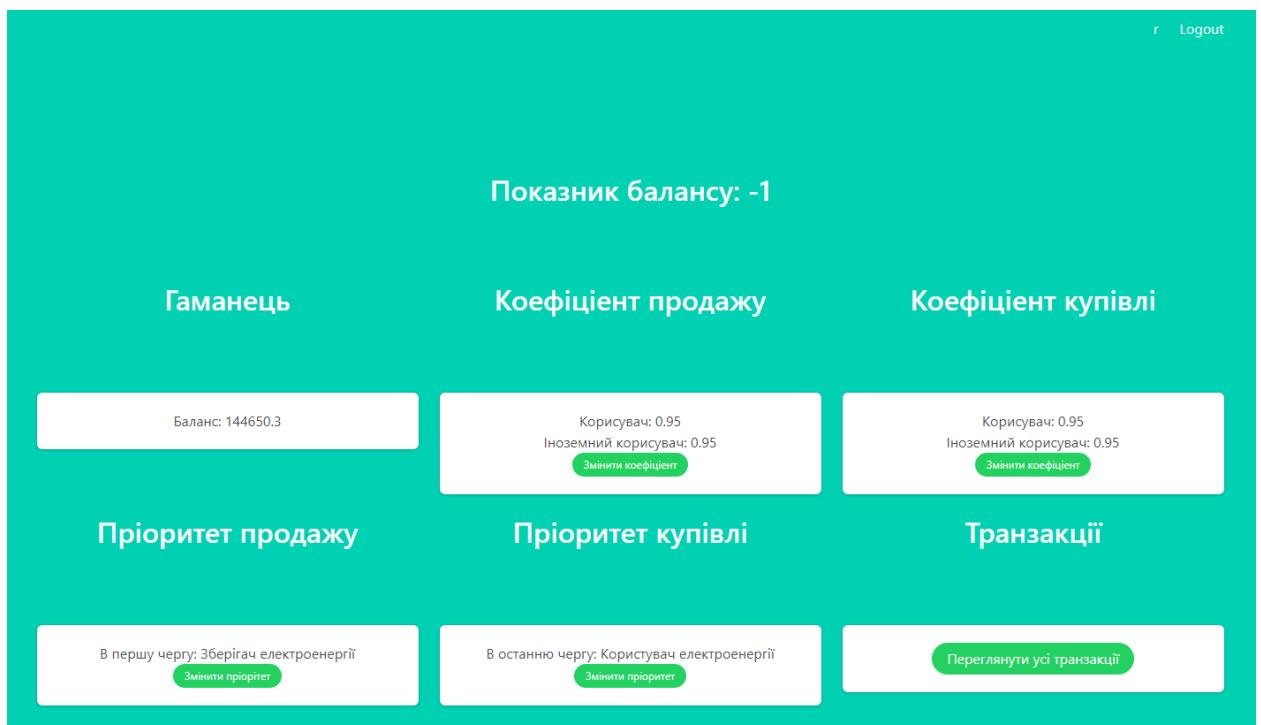 r Logout
Показник балансу: -1
Гаманець
Коефіцієнт продажу
Коефіцієнт купівлі
Баланс: 144650.3
Корисувач: 0.95
Іноземний корисувач: 0.95
Змінити коефіцієнт
Корисувач: 0.95
Іноземний корисувач: 0.95
Змінити коефіцієнт
Пріоритет продажу
Пріоритет купівлі
Транзакції
В першу чергу: Зберігач електроенергії
Змінити пріорітет
В останню чергу: Користувач електроенергії
Змінити пріоритет
Переглянути усі транзакції